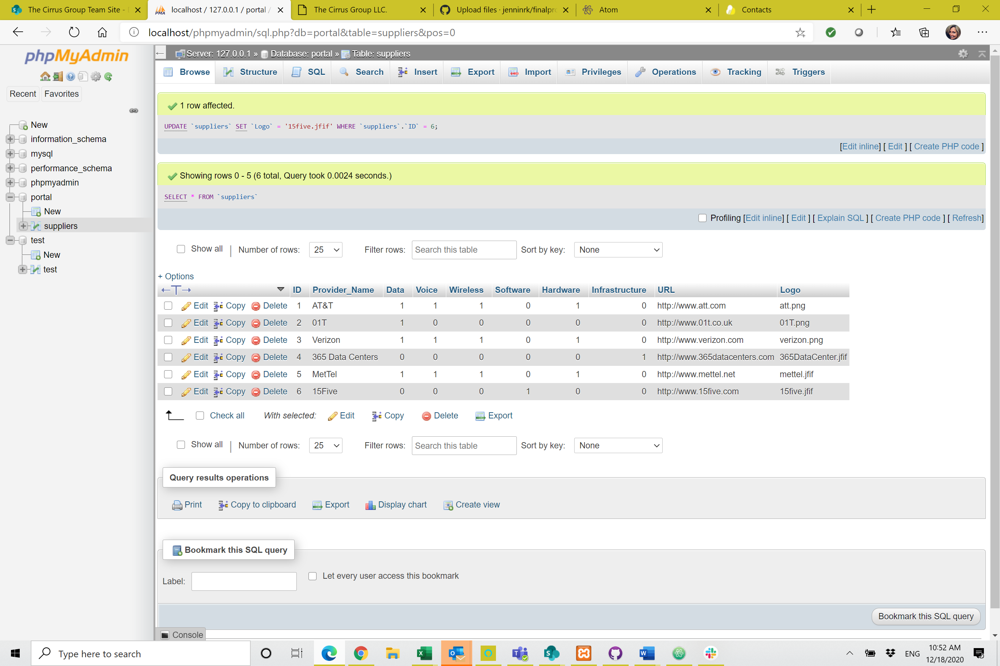 The Cirrus Group Team Site -
localhost / 127.0.0.1 / portal /
The Cirrus Group LLC.
Upload files · jenninrk/finalpro
Atom
Contacts
localhost/phpmyadmin/sql.php?db=portal&table=suppliers&pos=0
phpMyAdmin
Recent
Favorites
New
information_schema
mysql
performance_schema
phpmyadmin
portal
New
suppliers
test
New
test
Server: 127.0.0.1 » Database: portal » Table: suppliers
Browse Structure SQL Search Insert Export Import Privileges Operations Tracking Triggers
1 row affected.
UPDATE `suppliers` SET `Logo` = '15five.jfif' WHERE `suppliers`.`ID` = 6;
[Edit inline] [ Edit ] [ Create PHP code ]
Showing rows 0 - 5 (6 total, Query took 0.0024 seconds.)
SELECT * FROM `suppliers`
Profiling [Edit inline] [ Edit ] [ Explain SQL ] [ Create PHP code ] [ Refresh]
Show all | Number of rows: 25 Filter rows: Search this table Sort by key: None
+ Options
←T→ ID Provider_Name Data Voice Wireless Software Hardware Infrastructure URL Logo
Edit Copy Delete 1 AT&T 1 1 1 0 1 0 http://www.att.com att.png
Edit Copy Delete 2 01T 1 0 0 0 0 0 http://www.01t.co.uk 01T.png
Edit Copy Delete 3 Verizon 1 1 1 0 1 0 http://www.verizon.com verizon.png
Edit Copy Delete 4 365 Data Centers 0 0 0 0 0 1 http://www.365datacenters.com 365DataCenter.jfif
Edit Copy Delete 5 MetTel 1 1 1 0 1 0 http://www.mettel.net mettel.jfif
Edit Copy Delete 6 15Five 0 0 0 1 0 0 http://www.15five.com 15five.jfif
Check all With selected: Edit Copy Delete Export
Show all | Number of rows: 25 Filter rows: Search this table Sort by key: None
Query results operations
Print Copy to clipboard Export Display chart Create view
Bookmark this SQL query
Label: Let every user access this bookmark
Bookmark this SQL query
Console
Type here to search
ENG
10:52 AM
12/18/2020